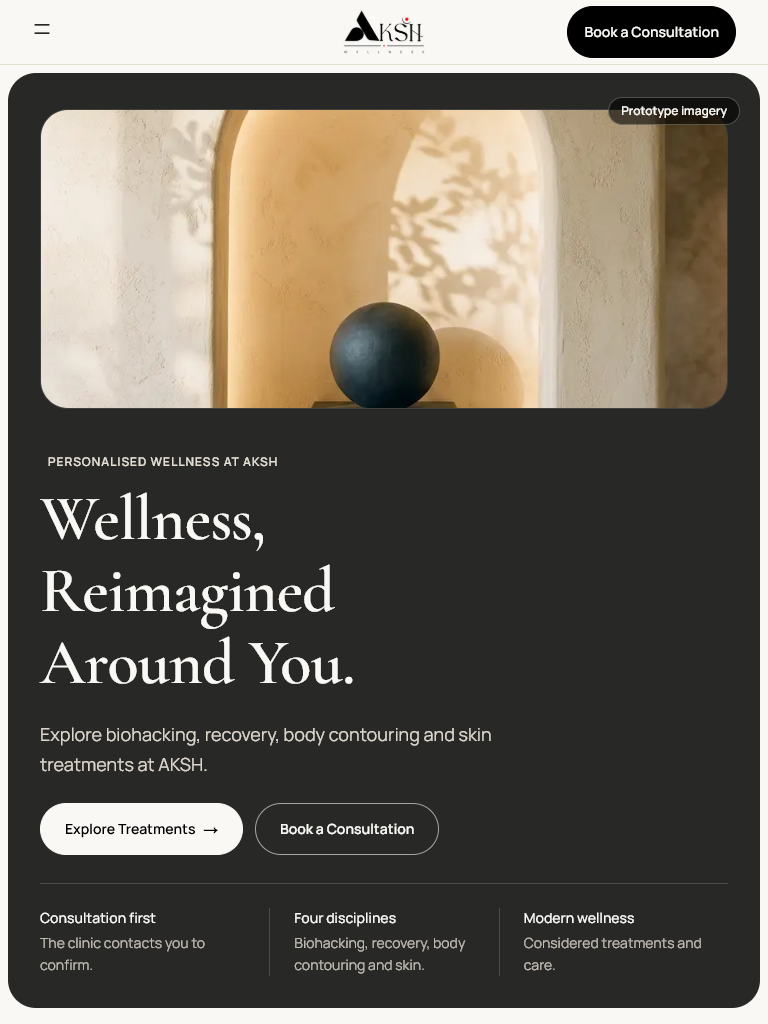 AKSH
WELLNESS
Book a Consultation
Prototype imagery
PERSONALISED WELLNESS AT AKSH
Wellness,
Reimagined
Around You.
Explore biohacking, recovery, body contouring and skin
treatments at AKSH.
Explore Treatments →
Book a Consultation
Consultation first
The clinic contacts you to
confirm.
Four disciplines
Biohacking, recovery, body
contouring and skin.
Modern wellness
Considered treatments and
care.